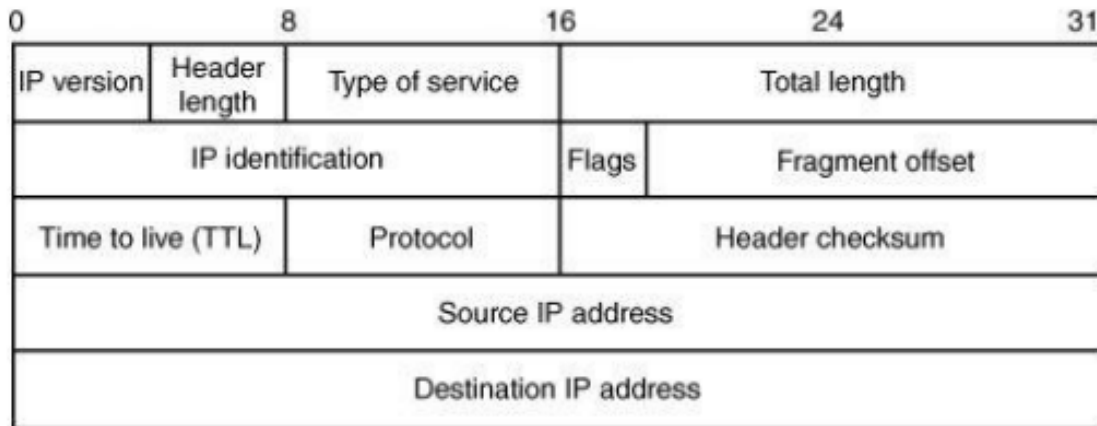 0 8 16 24 31
IP version Header length Type of service Total length
IP identification Flags Fragment offset
Time to live (TTL) Protocol Header checksum
Source IP address
Destination IP address